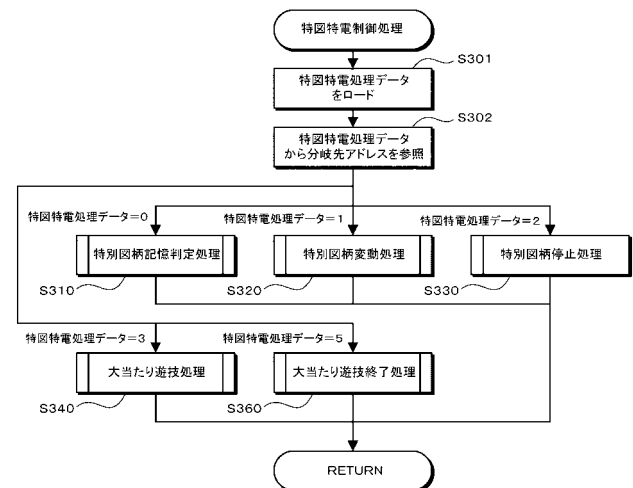 特図特電制御処理
S301
特図特電処理データ
をロード
S302
特図特電処理データ
から分岐先アドレスを参照
特図特電処理データ=0
特図特電処理データ=1
特図特電処理データ=2
特別図柄記憶判定処理
特別図柄変動処理
特別図柄停止処理
S310
S320
S330
特図特電処理データ=3
特図特電処理データ=5
大当たり遊技処理
大当たり遊技終了処理
S340
S360
RETURN